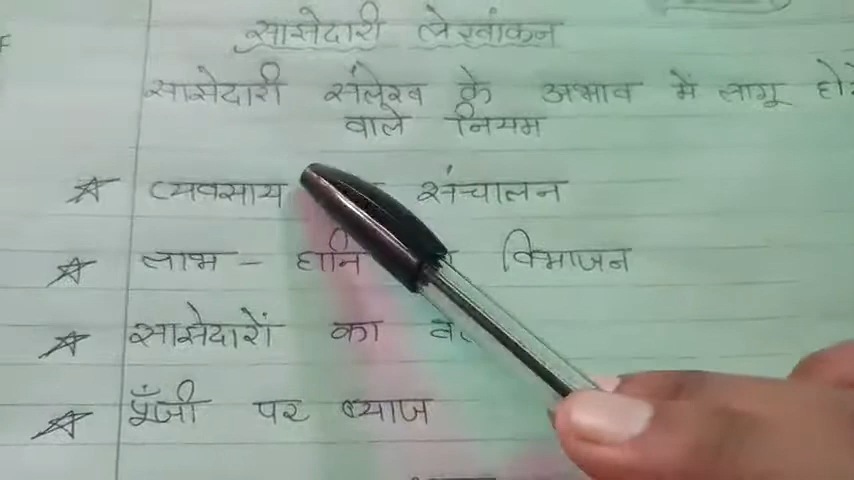 साझेदारी लेखांकन
साझेदारी संलेख के अभाव में लागू होने
वाले नियम
व्यवसाय संचालन
लाभ - हानि विभाजन
साझेदारों का
पूँजी पर ब्याज